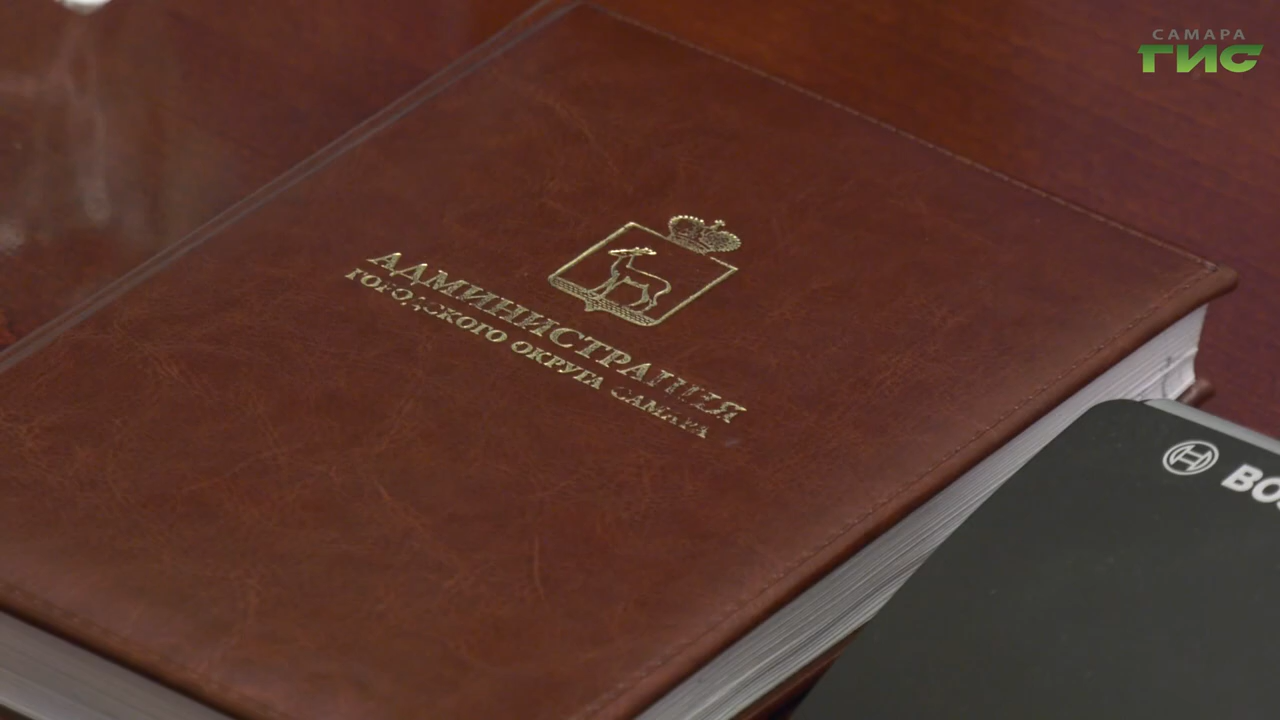 САМАРА
ГИС
АДМИНИСТРАЦИЯ
ГОРОДСКОГО ОКРУГА САМАРА